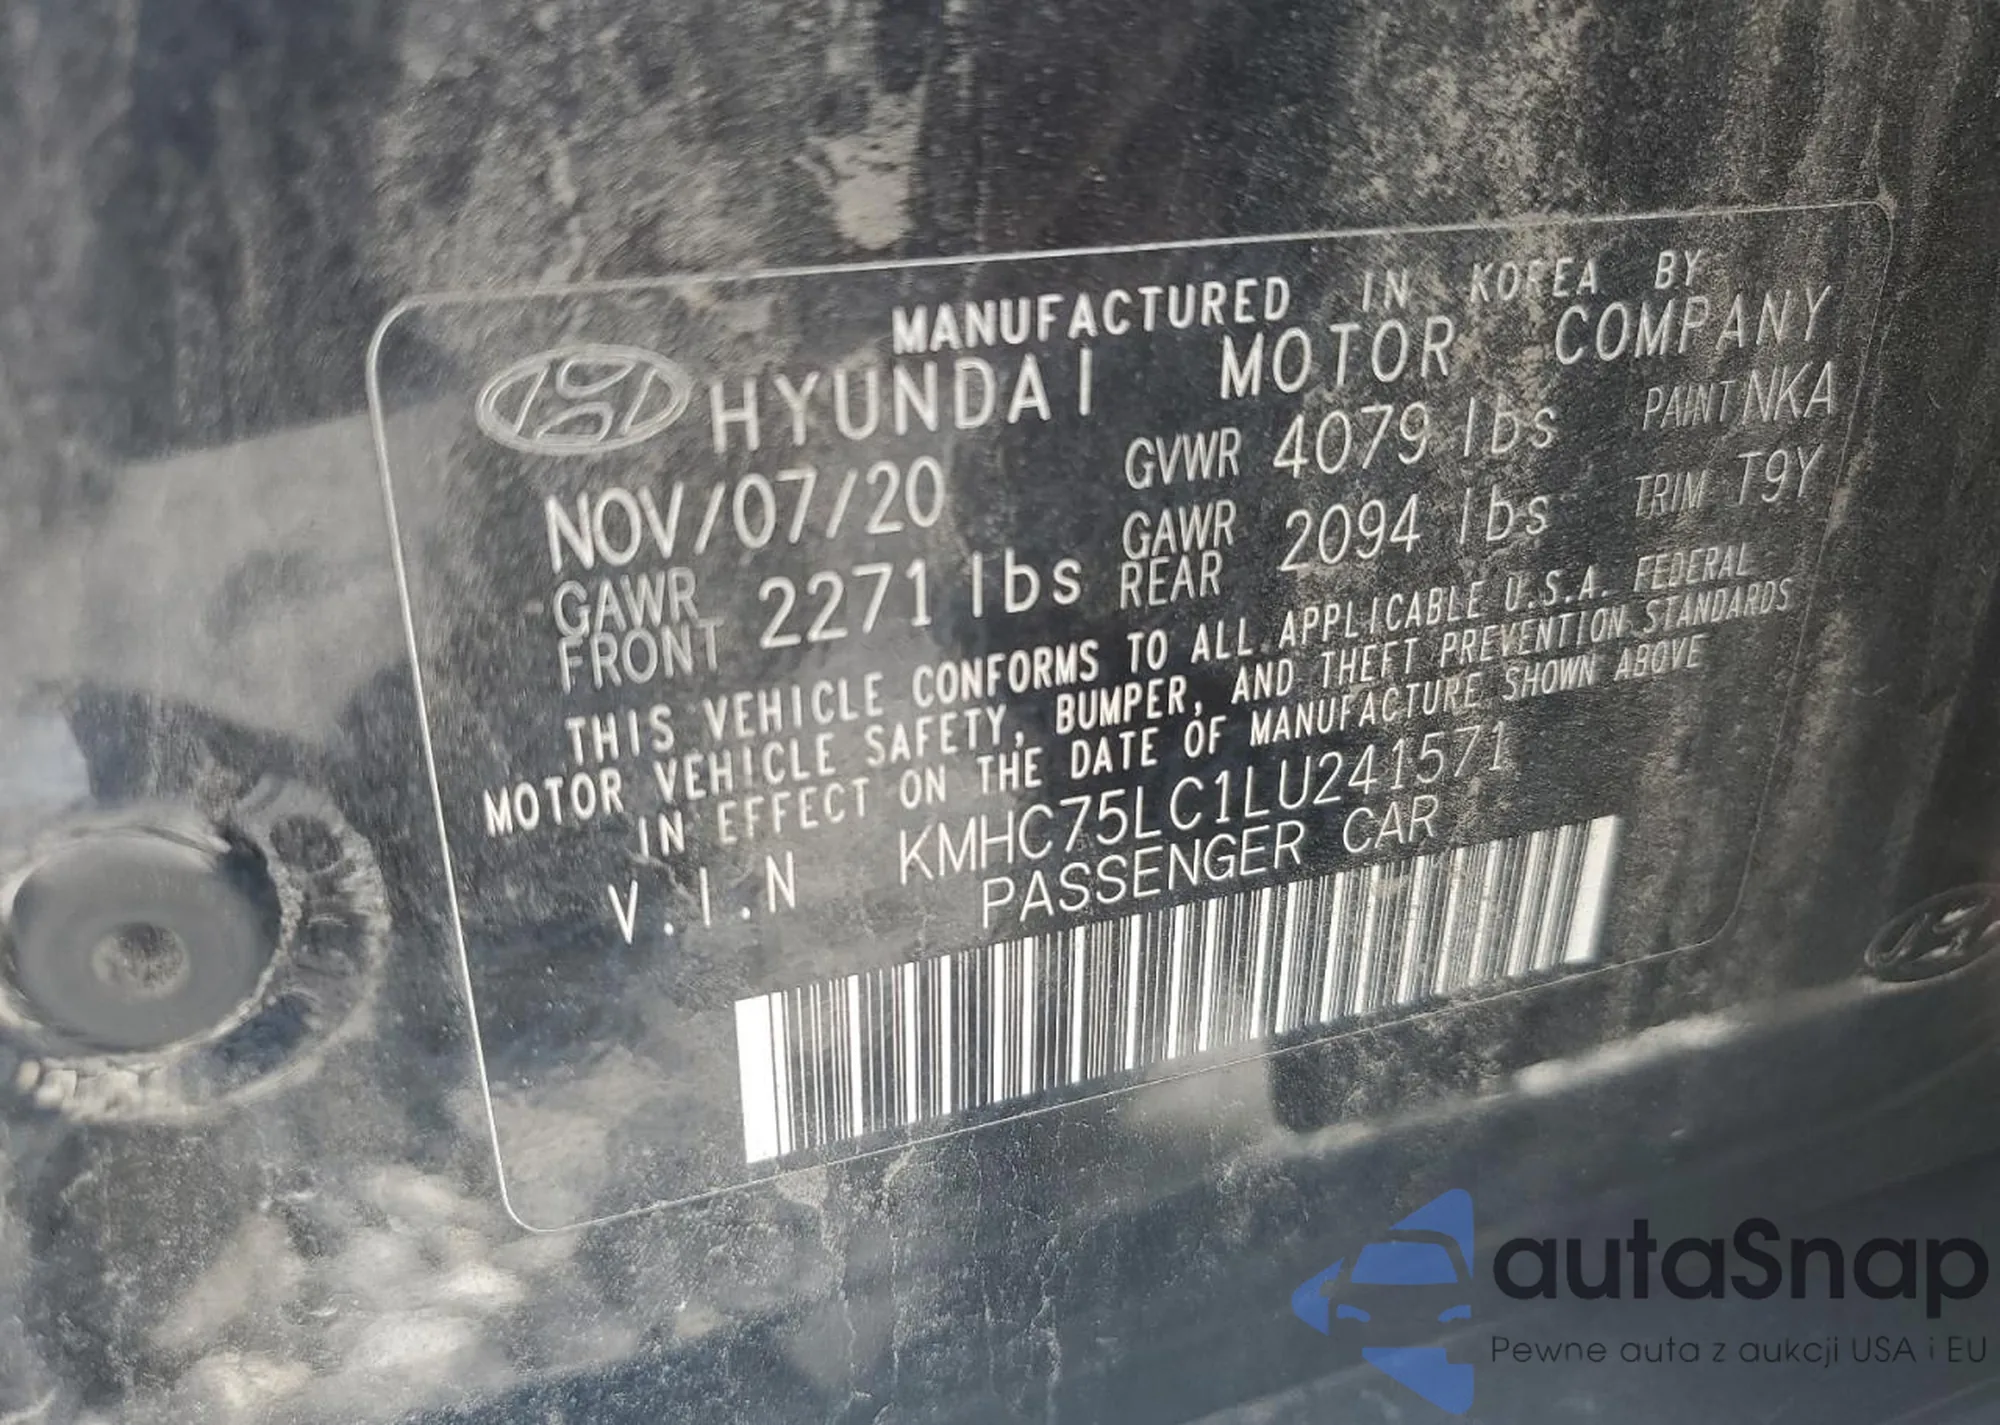 MANUFACTURED IN KOREA BY
HYUNDAI MOTOR COMPANY
NOV/07/20 GVWR 4079 lbs PAINT NKA
GAWR FRONT 2271 lbs GAWR REAR 2094 lbs TRIM T9Y
THIS VEHICLE CONFORMS TO ALL APPLICABLE U.S.A. FEDERAL
MOTOR VEHICLE SAFETY, BUMPER, AND THEFT PREVENTION STANDARDS
IN EFFECT ON THE DATE OF MANUFACTURE SHOWN ABOVE
V.I.N KMHC75LC1LU241571
PASSENGER CAR
autaSnap
Pewne auta z aukcji USA i EU